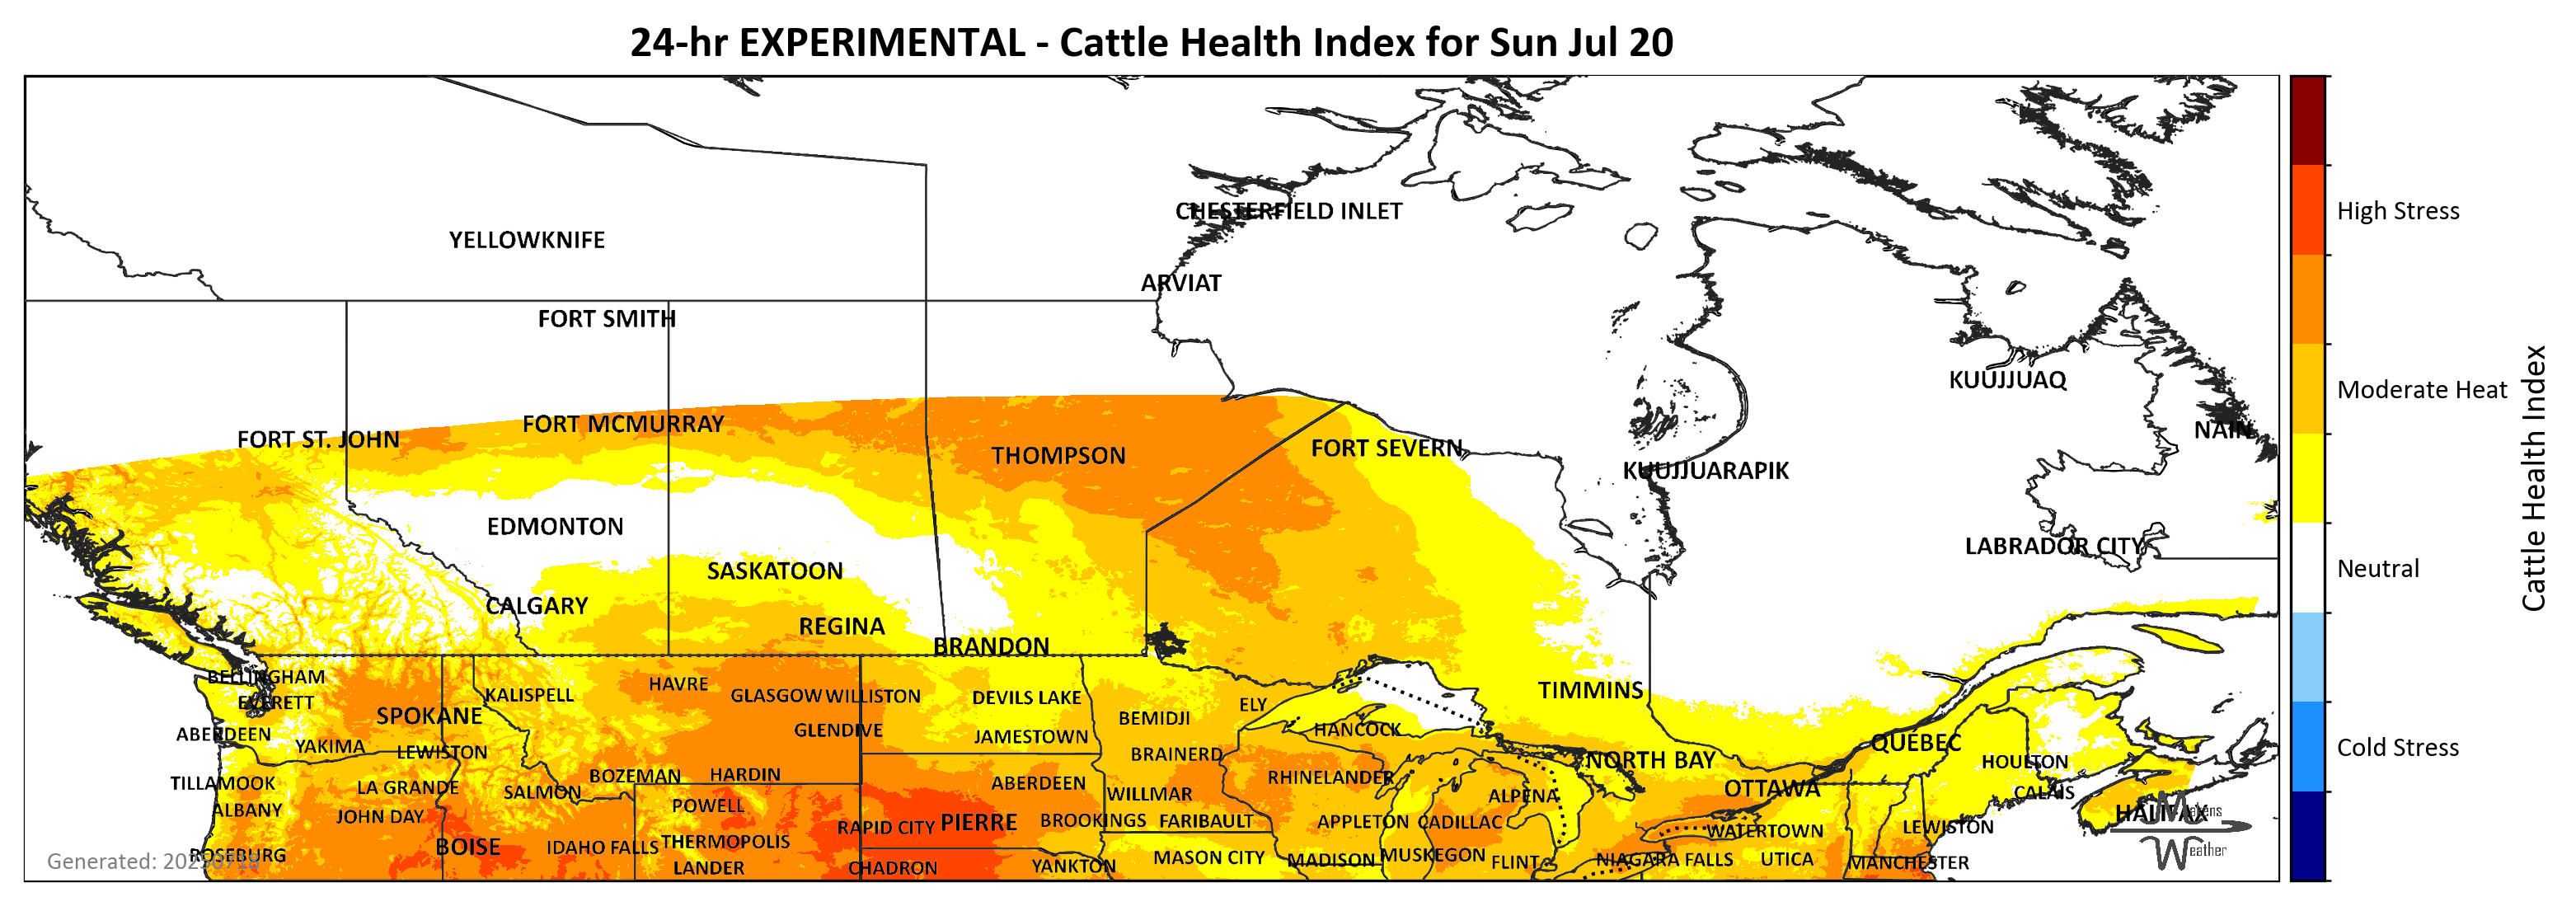 24-hr EXPERIMENTAL - Cattle Health Index for Sun Jul 20
CHESTERFIELD INLET
High Stress
YELLOWKNIFE
ARVIAT
FORT SMITH
KUUJJUAQ
Moderate Heat
FORT MCMURRAY
NAIN
FORT ST. JOHN
FORT SEVERN
THOMPSON
KUUJJUARAPIK
Cattle Health Index
EDMONTON
LABRADOR CITY
SASKATOON
Neutral
CALGARY
REGINA
BRANDON
BELLINGHAM
HAVRE
KALISPELL
GLASGOW
WILLISTON
DEVILS LAKE
TIMMINS
EVERETT
ELY
SPOKANE
BEMIDJI
GLENDIVE
HANCOCK
ABERDEEN
JAMESTOWN
QUEBEC
YAKIMA
LEWISTON
BRAINERD
NORTH BAY
HOULTON
Cold Stress
BOZEMAN
HARDIN
RHINELANDER
TILLAMOOK
LA GRANDE
SALMON
ABERDEEN
WILLMAR
ALPENA
OTTAWA
CALAIS
ALBANY
JOHN DAY
POWELL
RAPID CITY
PIERRE
BROOKINGS
FARIBAULT
APPLETON
CADILLAC
WATERTOWN
LEWISTON
HALIFAX
Makens
Weather
BOISE
IDAHO FALLS
THERMOPOLIS
ROSEBURG
LANDER
CHADRON
YANKTON
MASON CITY
MADISON
MUSKEGON
FLINT
NIAGARA FALLS
UTICA
MANCHESTER
Generated: